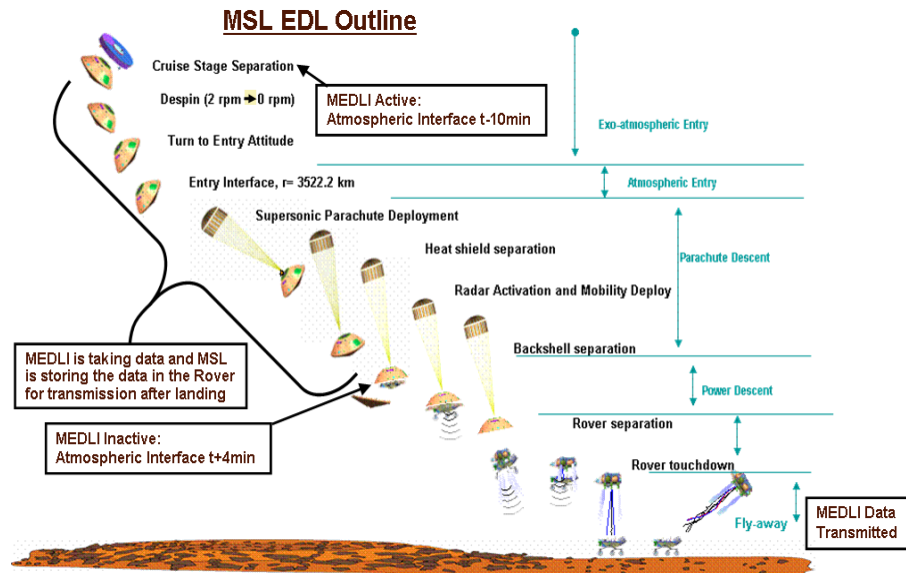 MSL EDL Outline
Cruise Stage Separation
MEDLI Active:
Atmospheric Interface t-10min
Despin (2 rpm ➔0 rpm)
Exo-atmospheric Entry
Turn to Entry Attitude
Entry Interface, r= 3522.2 km
Atmospheric Entry
Supersonic Parachute Deployment
Heat shield separation
Parachute Descent
Radar Activation and Mobility Deploy
MEDLI is taking data and MSL
is storing the data in the Rover
for transmission after landing
Backshell separation
Power Descent
Rover separation
MEDLI Inactive:
Atmospheric Interface t+4min
Rover touchdown
Fly-away
MEDLI Data
Transmitted